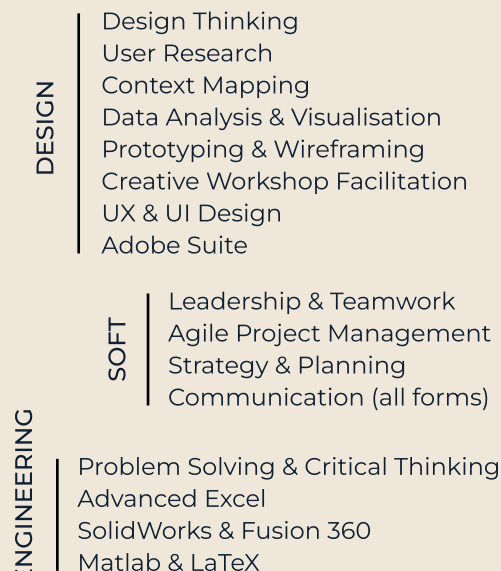 DESIGN
Design Thinking
User Research
Context Mapping
Data Analysis & Visualisation
Prototyping & Wireframing
Creative Workshop Facilitation
UX & UI Design
Adobe Suite
SOFT
Leadership & Teamwork
Agile Project Management
Strategy & Planning
Communication (all forms)
NGINEERING
Problem Solving & Critical Thinking
Advanced Excel
SolidWorks & Fusion 360
Matlab & LaTeX